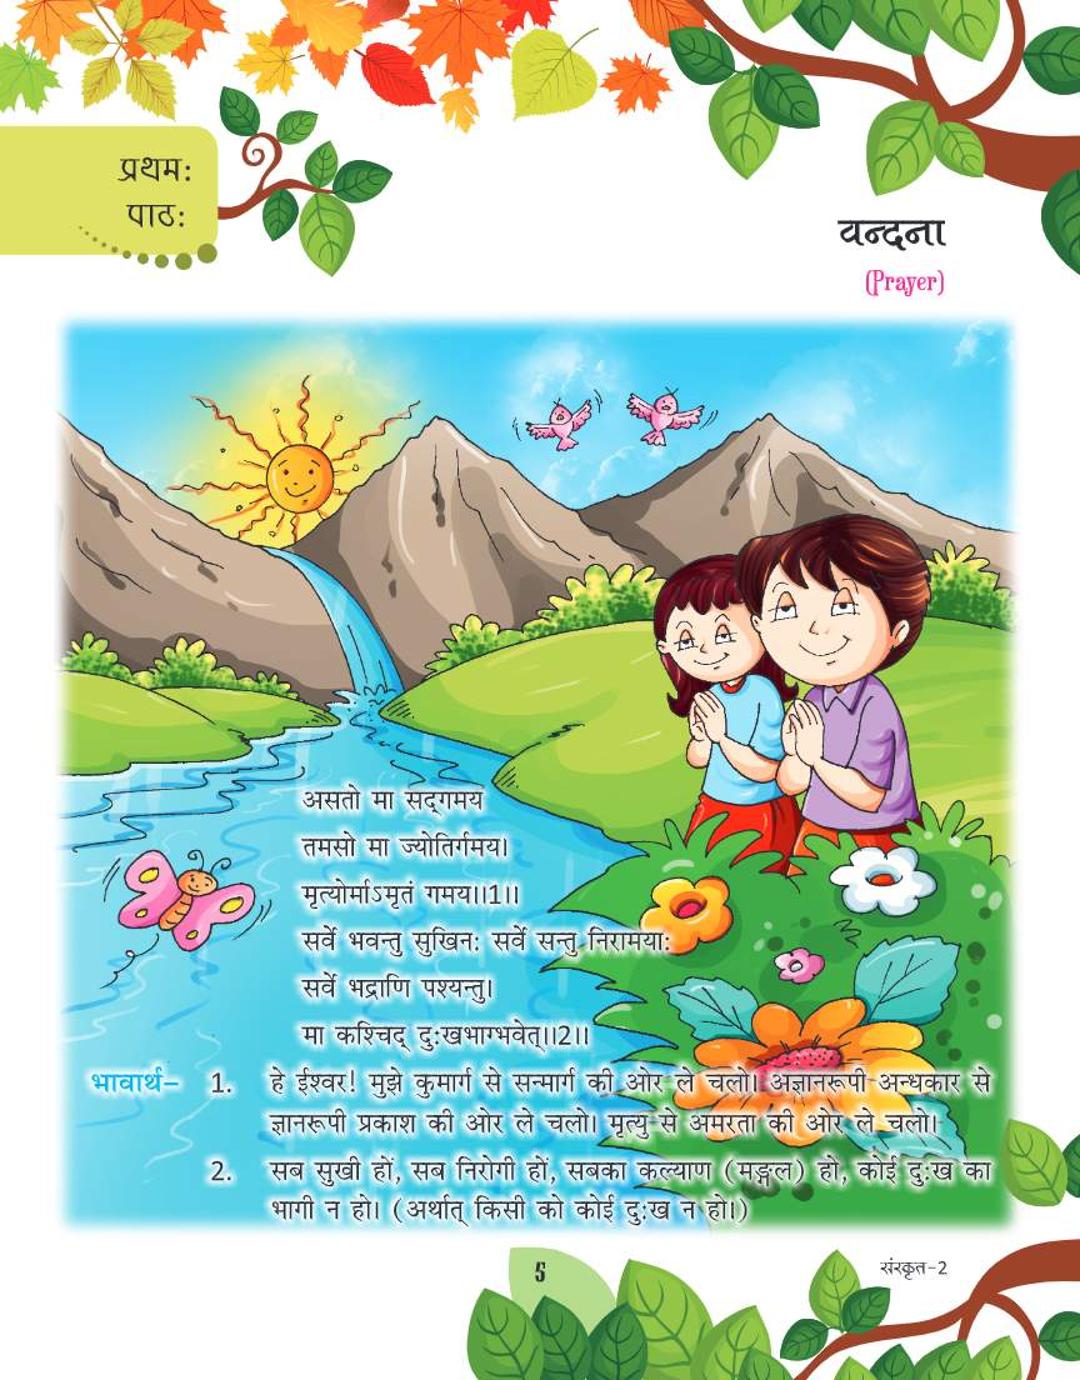 प्रथमः
पाठः
वन्दना
(Prayer)
असतो मा सद्‌गमय
तमसो मा ज्योतिर्गमय।
मृत्योर्माऽमृतं गमय।।1।।
सर्वे भवन्तु सुखिनः सर्वे सन्तु निरामयाः
सर्वे भद्राणि पश्यन्तु।
मा कश्चिद् दुःखभाग्भवेत्।।2।।
भावार्थ– 1. हे ईश्वर! मुझे कुमार्ग से सन्मार्ग की ओर ले चलो। अज्ञानरूपी अन्धकार से
ज्ञानरूपी प्रकाश की ओर ले चलो। मृत्यु से अमरता की ओर ले चलो।
2. सब सुखी हों, सब निरोगी हों, सबका कल्याण (मङ्गल) हो, कोई दुःख का
भागी न हो। (अर्थात् किसी को कोई दुःख न हो।)
5
संस्कृत-2